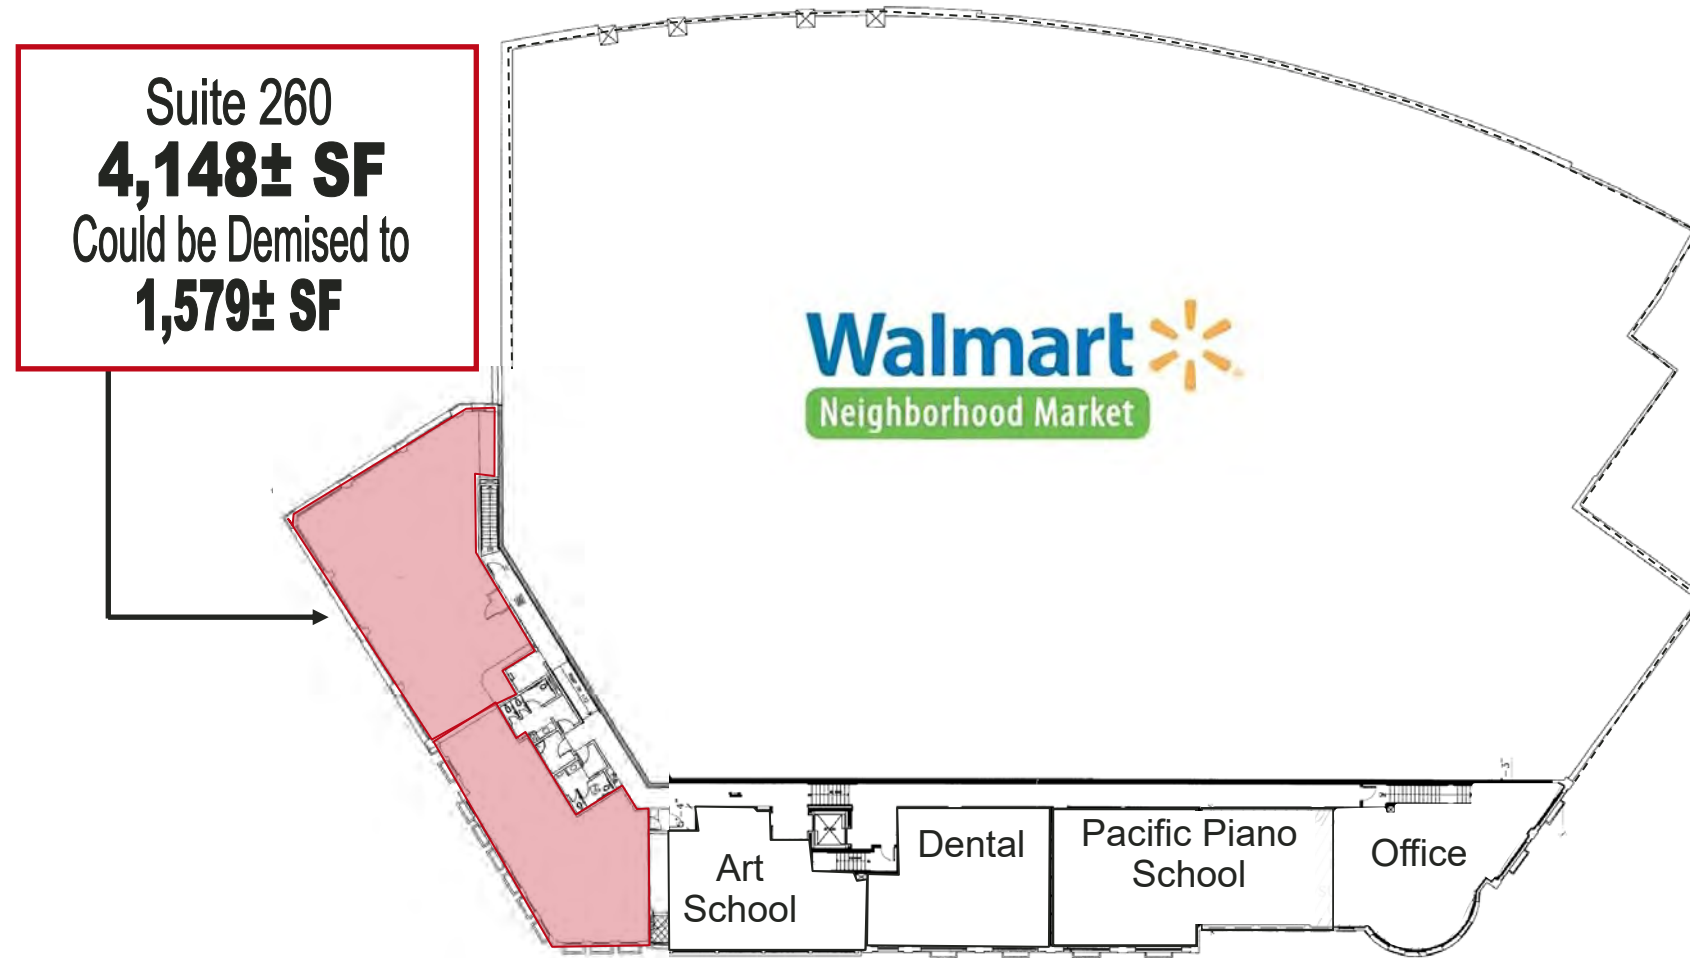 Suite 260
4,148± SF
Could be Demised to
1,579± SF
Walmart
Neighborhood Market
Art
School
Dental
Pacific Piano
School
Office